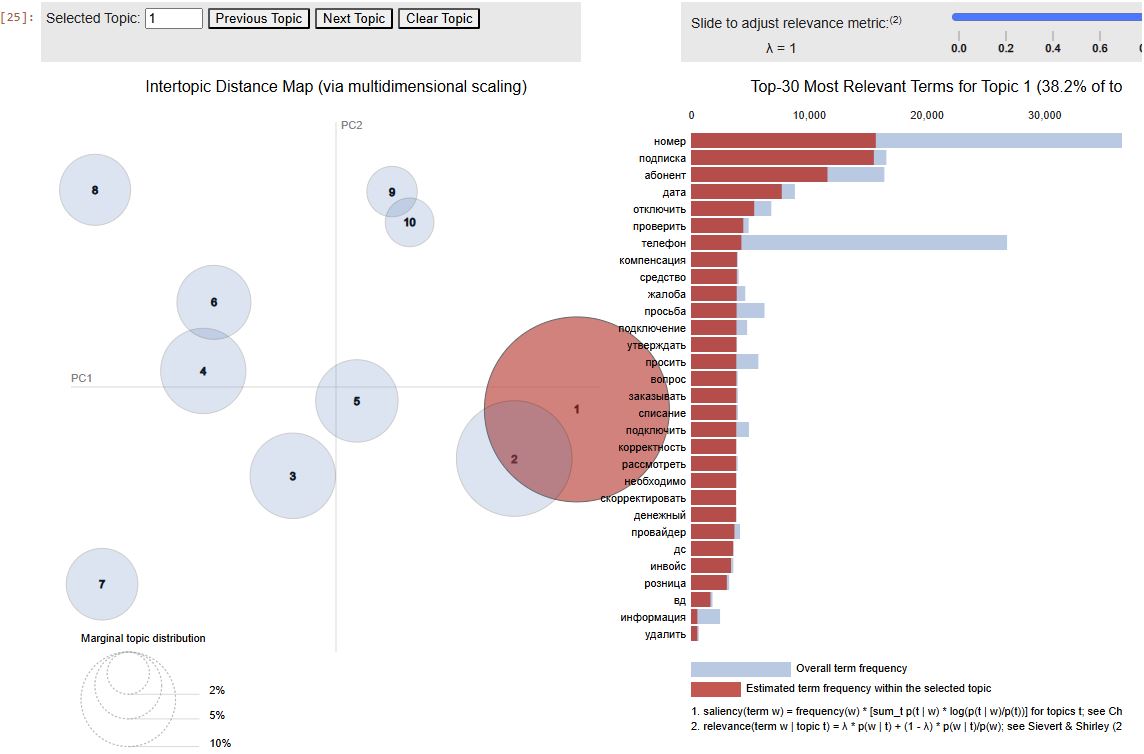 [25]:
Selected Topic: 1 Previous Topic Next Topic Clear Topic
Slide to adjust relevance metric:(2)
λ = 1
0.0 0.2 0.4 0.6
Intertopic Distance Map (via multidimensional scaling)
PC2
PC1
8
9
10
6
4
5
1
2
3
7
Marginal topic distribution
2%
5%
10%
Top-30 Most Relevant Terms for Topic 1 (38.2% of to
0 10,000 20,000 30,000
номер
подписка
абонент
дата
отключить
проверить
телефон
компенсация
средство
жалоба
просьба
подключение
утверждать
просить
вопрос
заказывать
списание
подключить
корректность
рассмотреть
необходимо
скорректировать
денежный
провайдер
дс
инвойс
розница
вд
информация
удалить
Overall term frequency
Estimated term frequency within the selected topic
1. saliency(term w) = frequency(w) * [sum_t p(t | w) * log(p(t | w)/p(t))] for topics t; see Ch
2. relevance(term w | topic t) = λ * p(w | t) + (1 - λ) * p(w | t)/p(w); see Sievert & Shirley (2